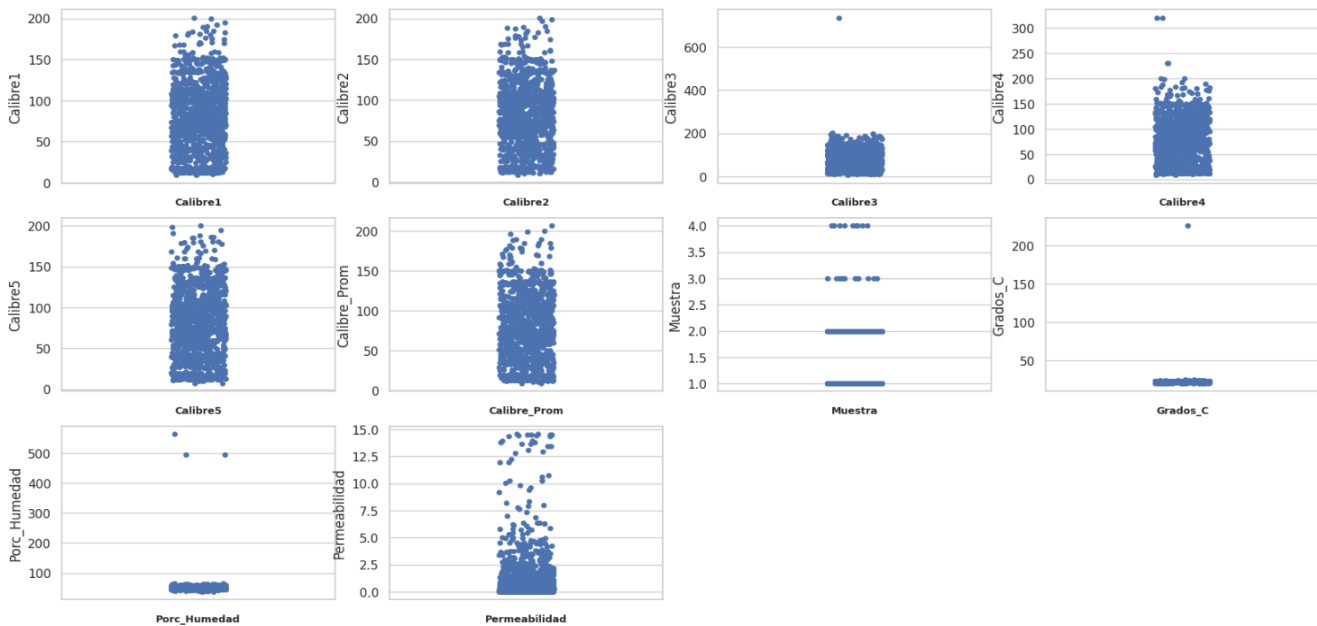 Calibre1
200
150
100
50
0
Calibre1
Calibre2
200
150
100
50
0
Calibre2
Calibre3
600
400
200
0
Calibre3
Calibre4
300
250
200
150
100
50
0
Calibre4
Calibre5
200
150
100
50
0
Calibre5
Calibre_Prom
200
150
100
50
0
Calibre_Prom
Muestra
4.0
3.5
3.0
2.5
2.0
1.5
1.0
Muestra
Grados_C
200
150
100
50
Grados_C
Porc_Humedad
500
400
300
200
100
Porc_Humedad
Permeabilidad
15.0
12.5
10.0
7.5
5.0
2.5
0.0
Permeabilidad